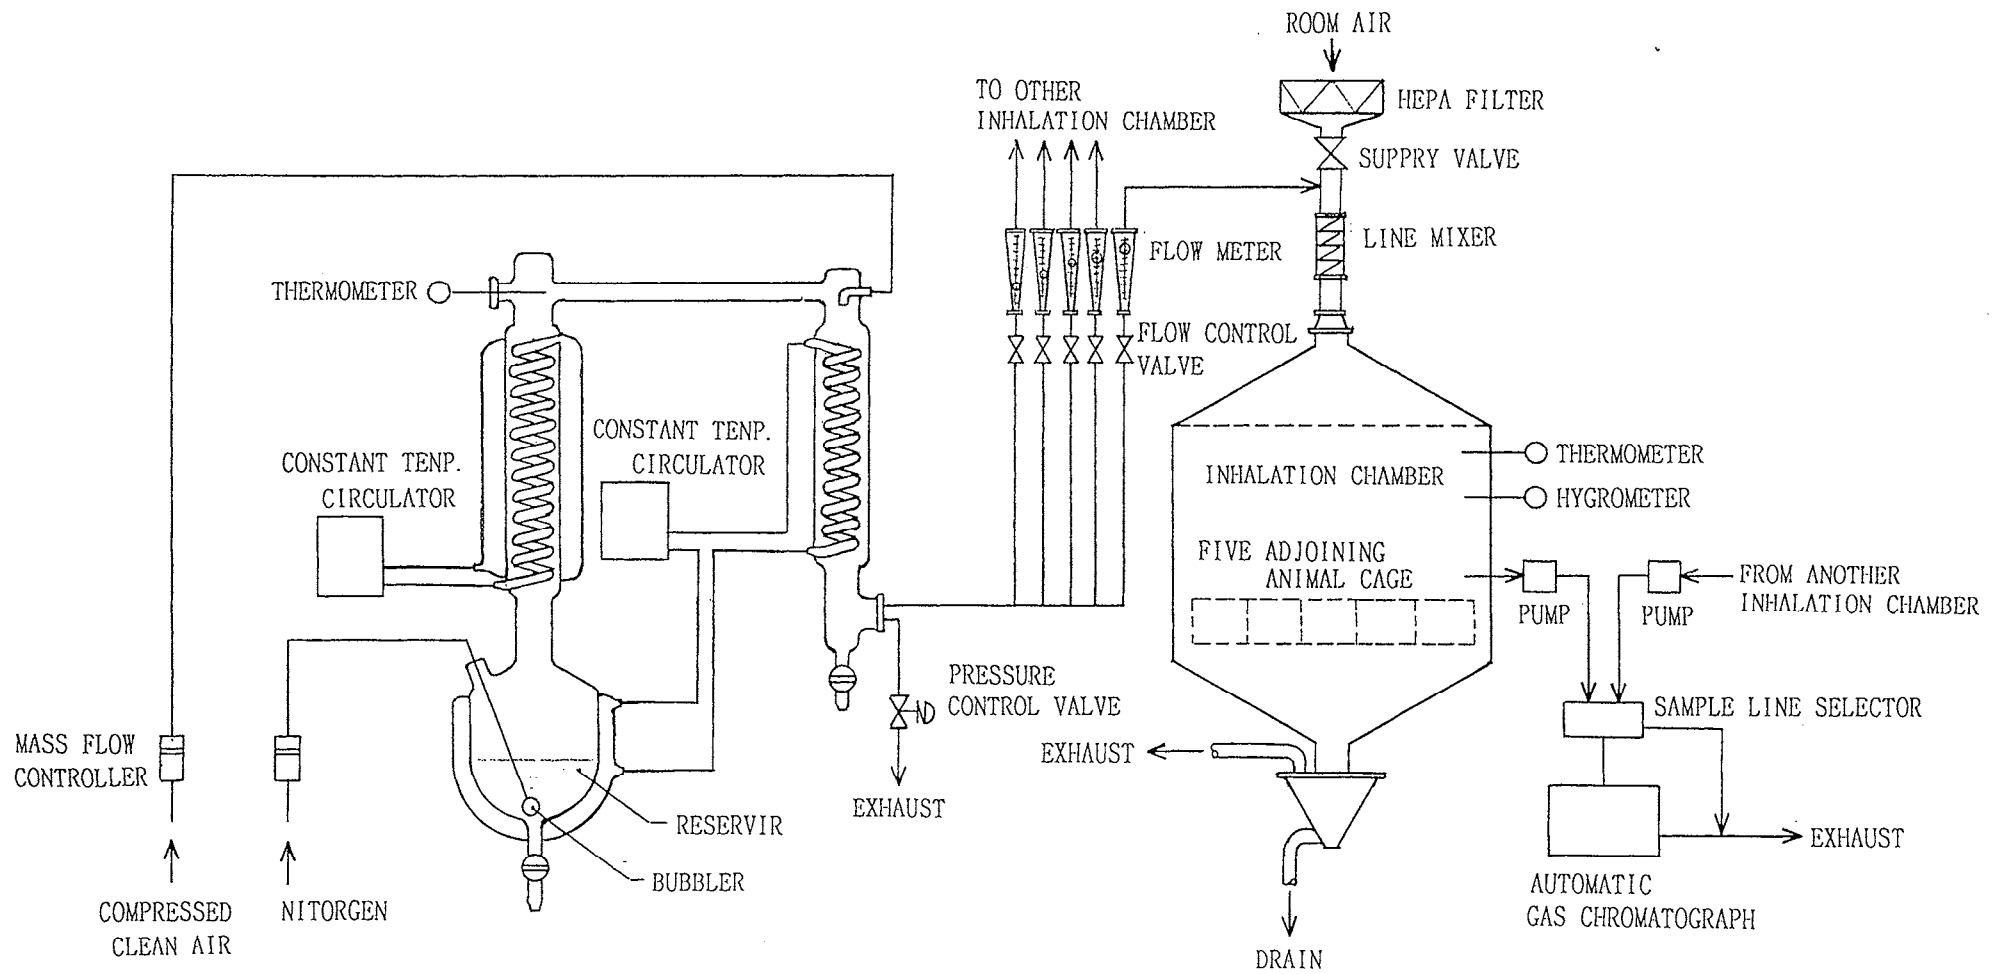 ROOM AIR
HEPA FILTER
SUPPRY VALVE
LINE MIXER
TO OTHER
INHALATION CHAMBER
FLOW METER
FLOW CONTROL
VALVE
THERMOMETER
CONSTANT TENP.
CIRCULATOR
CONSTANT TENP.
CIRCULATOR
INHALATION CHAMBER
THERMOMETER
HYGROMETER
FIVE ADJOINING
ANIMAL CAGE
PUMP
PUMP
FROM ANOTHER
INHALATION CHAMBER
PRESSURE
CONTROL VALVE
EXHAUST
SAMPLE LINE SELECTOR
MASS FLOW
CONTROLLER
EXHAUST
RESERVIR
BUBBLER
EXHAUST
AUTOMATIC
GAS CHROMATOGRAPH
COMPRESSED
CLEAN AIR
NITORGEN
DRAIN